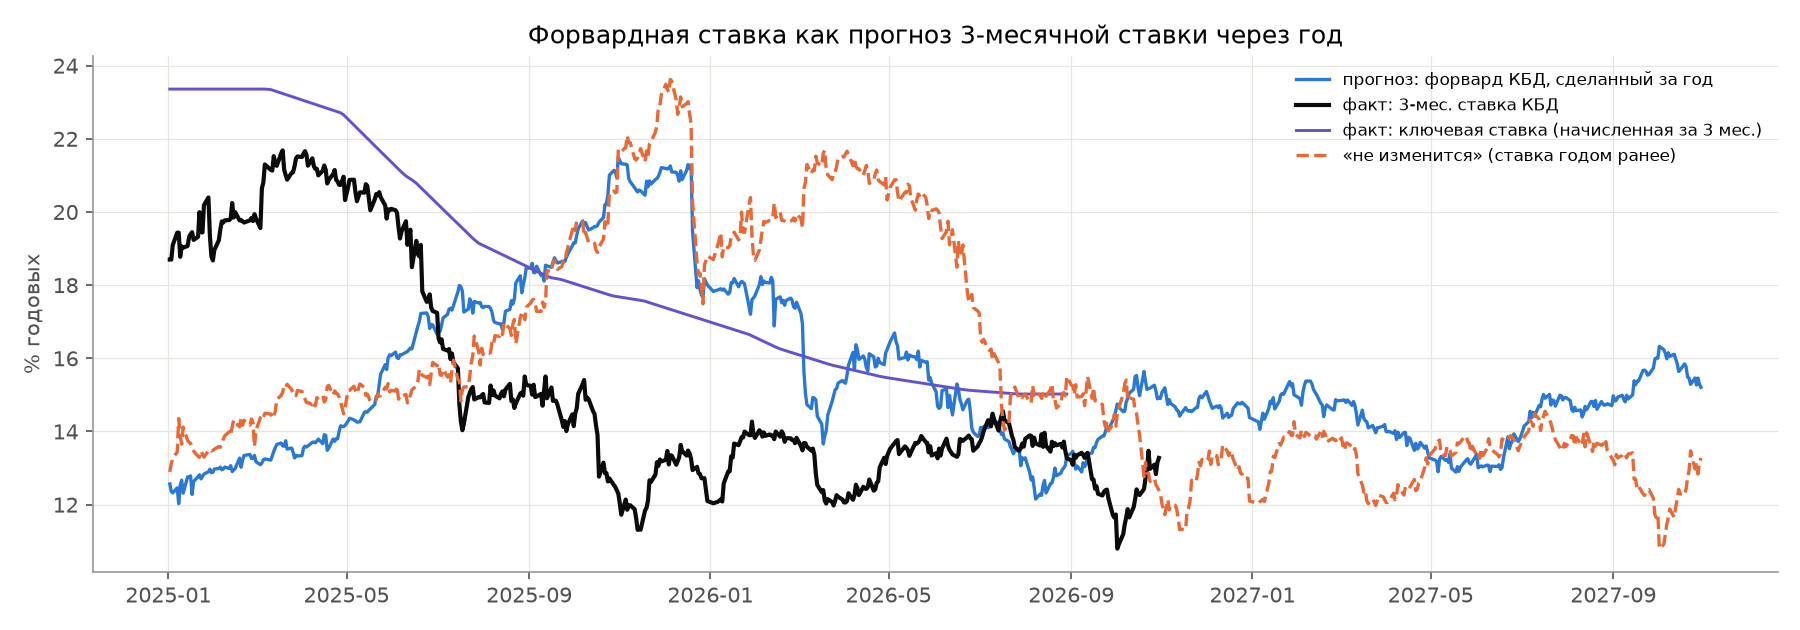 Форвардная ставка как прогноз 3-месячной ставки через год
прогноз: форвард КБД, сделанный за год
факт: 3-мес. ставка КБД
факт: ключевая ставка (начисленная за 3 мес.)
«не изменится» (ставка годом ранее)
% годовых
24
22
20
18
16
14
12
2025-01 2025-05 2025-09 2026-01 2026-05 2026-09 2027-01 2027-05 2027-09